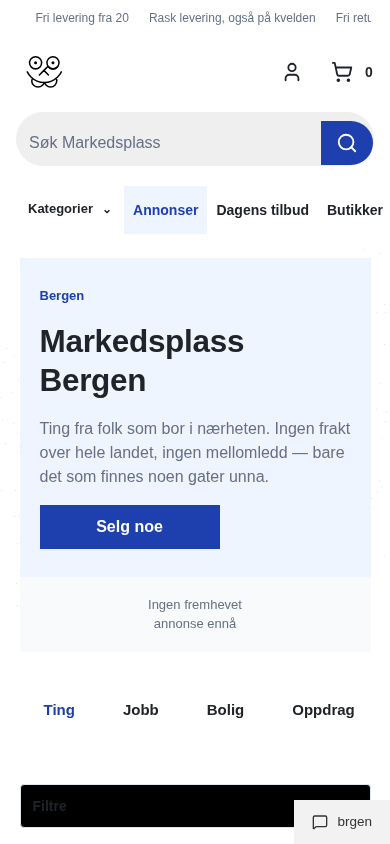 Fri levering fra 20 Rask levering, også på kvelden Fri retu
0
Søk Markedsplass
Kategorier Annonser Dagens tilbud Butikker
Bergen
Markedsplass
Bergen
Ting fra folk som bor i nærheten. Ingen frakt
over hele landet, ingen mellomledd — bare
det som finnes noen gater unna.
Selg noe
Ingen fremhevet
annonse ennå
Ting Jobb Bolig Oppdrag
Filtre
brgen